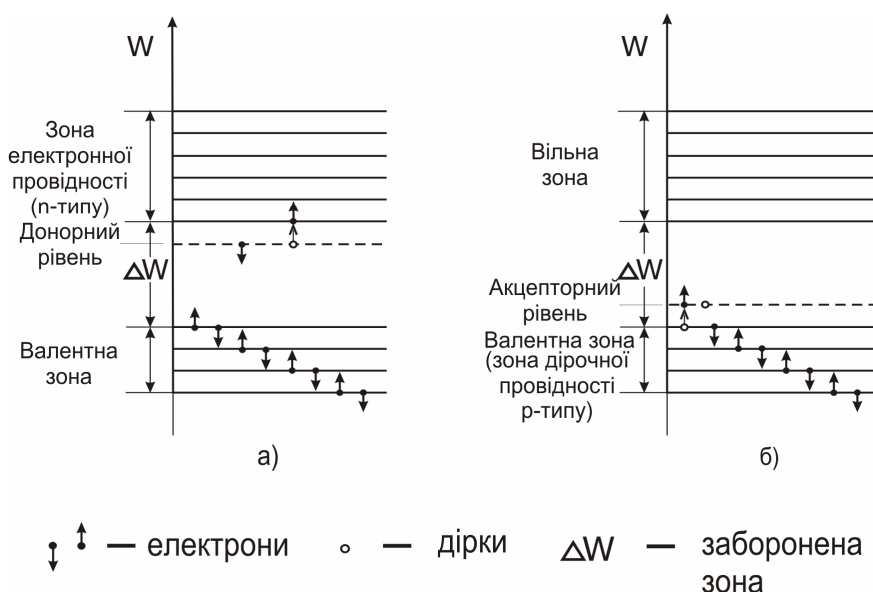 W
Зона
електронної
провідності
(n-типу)
Донорний
рівень
ΔW
Валентна
зона
а)
W
Вільна
зона
ΔW
Акцепторний
рівень
Валентна зона
(зона дірочної
провідності
р-типу)
б)
— електрони
— дірки
ΔW — заборонена
зона